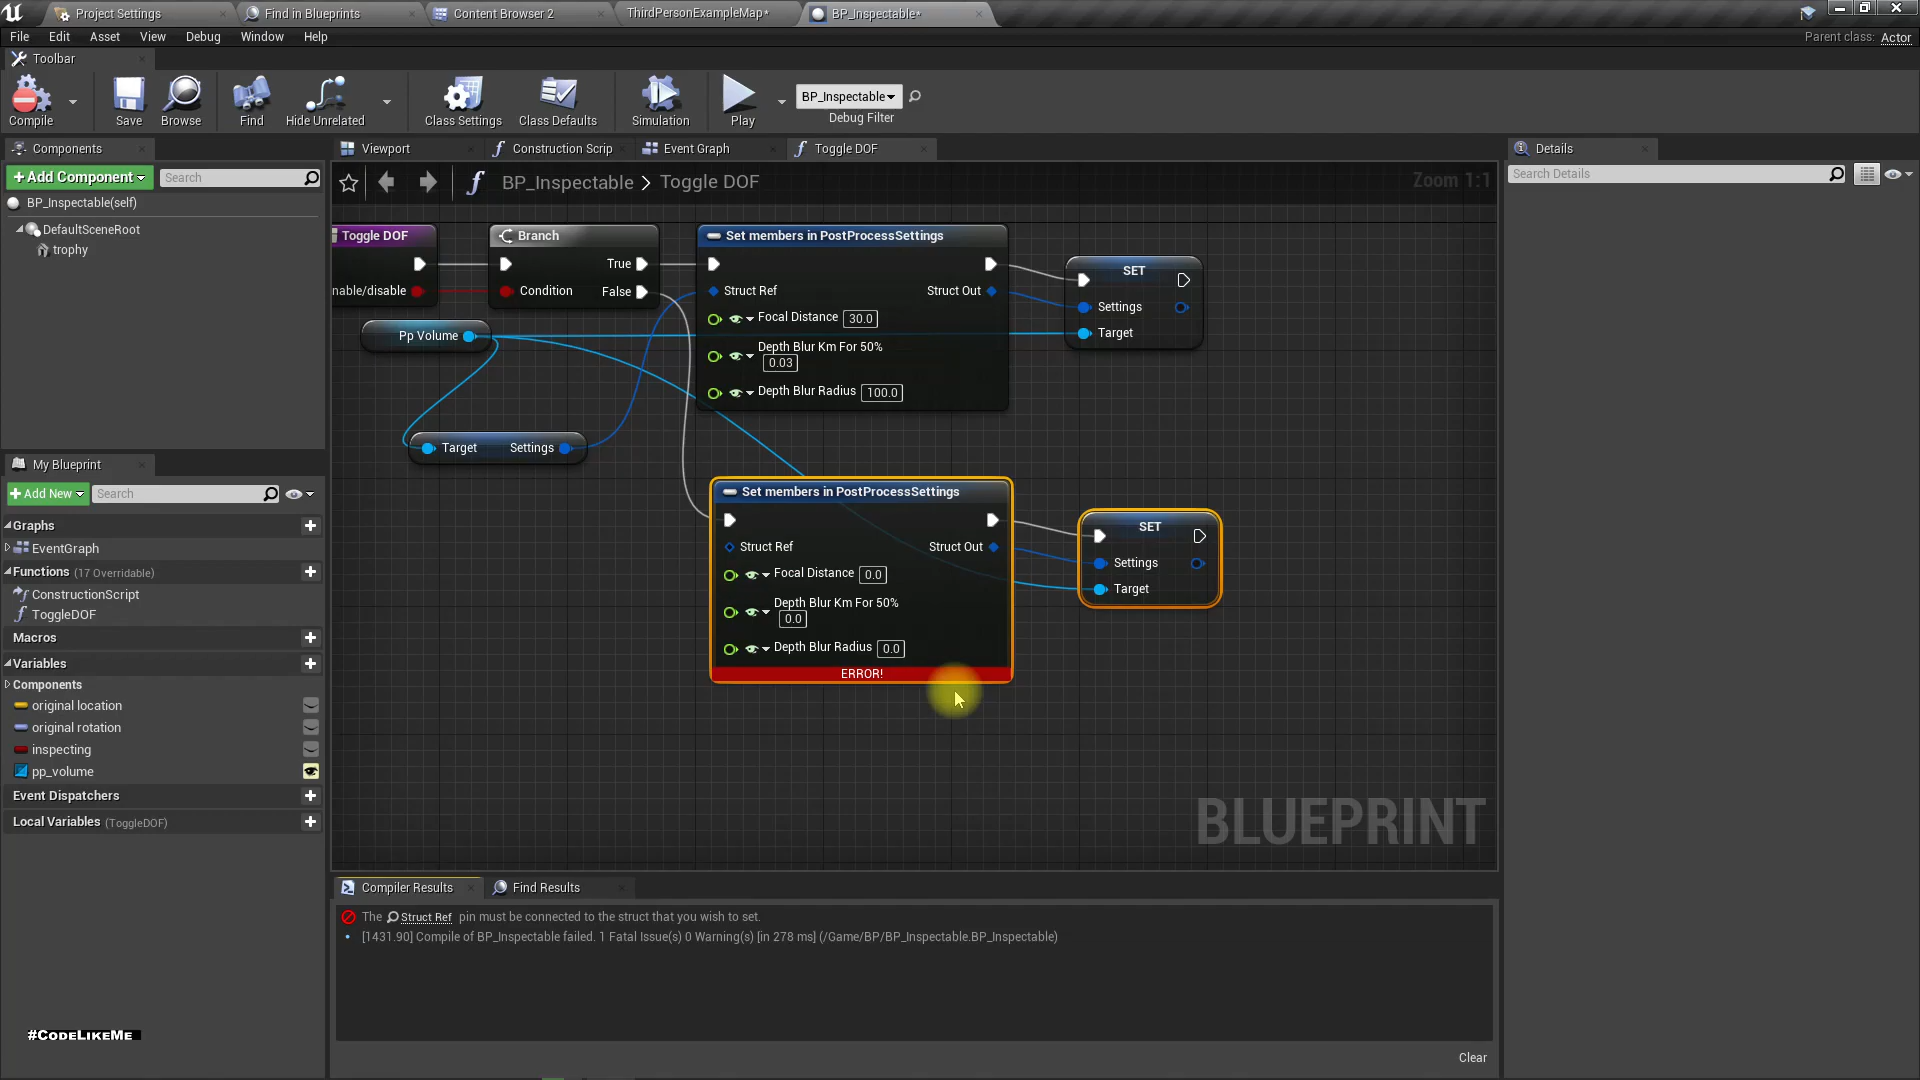 Project Settings
Find in Blueprints
Content Browser 2
ThirdPersonExampleMap*
BP_Inspectable*
File
Edit
Asset
View
Debug
Window
Help
Parent class:
Actor
Toolbar
Compile
Save
Browse
Find
Hide Unrelated
Class Settings
Class Defaults
Simulation
Play
BP_Inspectable
Debug Filter
Components
Viewport
Construction Scrip
Event Graph
Toggle DOF
Details
+Add Component
Search
Search Details
BP_Inspectable > Toggle DOF
Zoom 1:1
BP_Inspectable(self)
DefaultSceneRoot
trophy
Toggle DOF
nable/disable
Branch
True
Condition
False
Set members in PostProcessSettings
Struct Ref
Struct Out
Focal Distance 30.0
Depth Blur Km For 50%
0.03
Depth Blur Radius 100.0
SET
Settings
Target
Pp Volume
Target
Settings
Set members in PostProcessSettings
Struct Ref
Struct Out
Focal Distance 0.0
Depth Blur Km For 50%
0.0
Depth Blur Radius 0.0
ERROR!
SET
Settings
Target
BLUEPRINT
My Blueprint
+Add New
Search
Graphs
EventGraph
Functions (17 Overridable)
ConstructionScript
ToggleDOF
Macros
Variables
Components
original location
original rotation
inspecting
pp_volume
Event Dispatchers
Local Variables (ToggleDOF)
Compiler Results
Find Results
The Struct Ref pin must be connected to the struct that you wish to set.
[1431.90] Compile of BP_Inspectable failed. 1 Fatal Issue(s) 0 Warning(s) [in 278 ms] (/Game/BP/BP_Inspectable.BP_Inspectable)
Clear
#CodeLikeMe